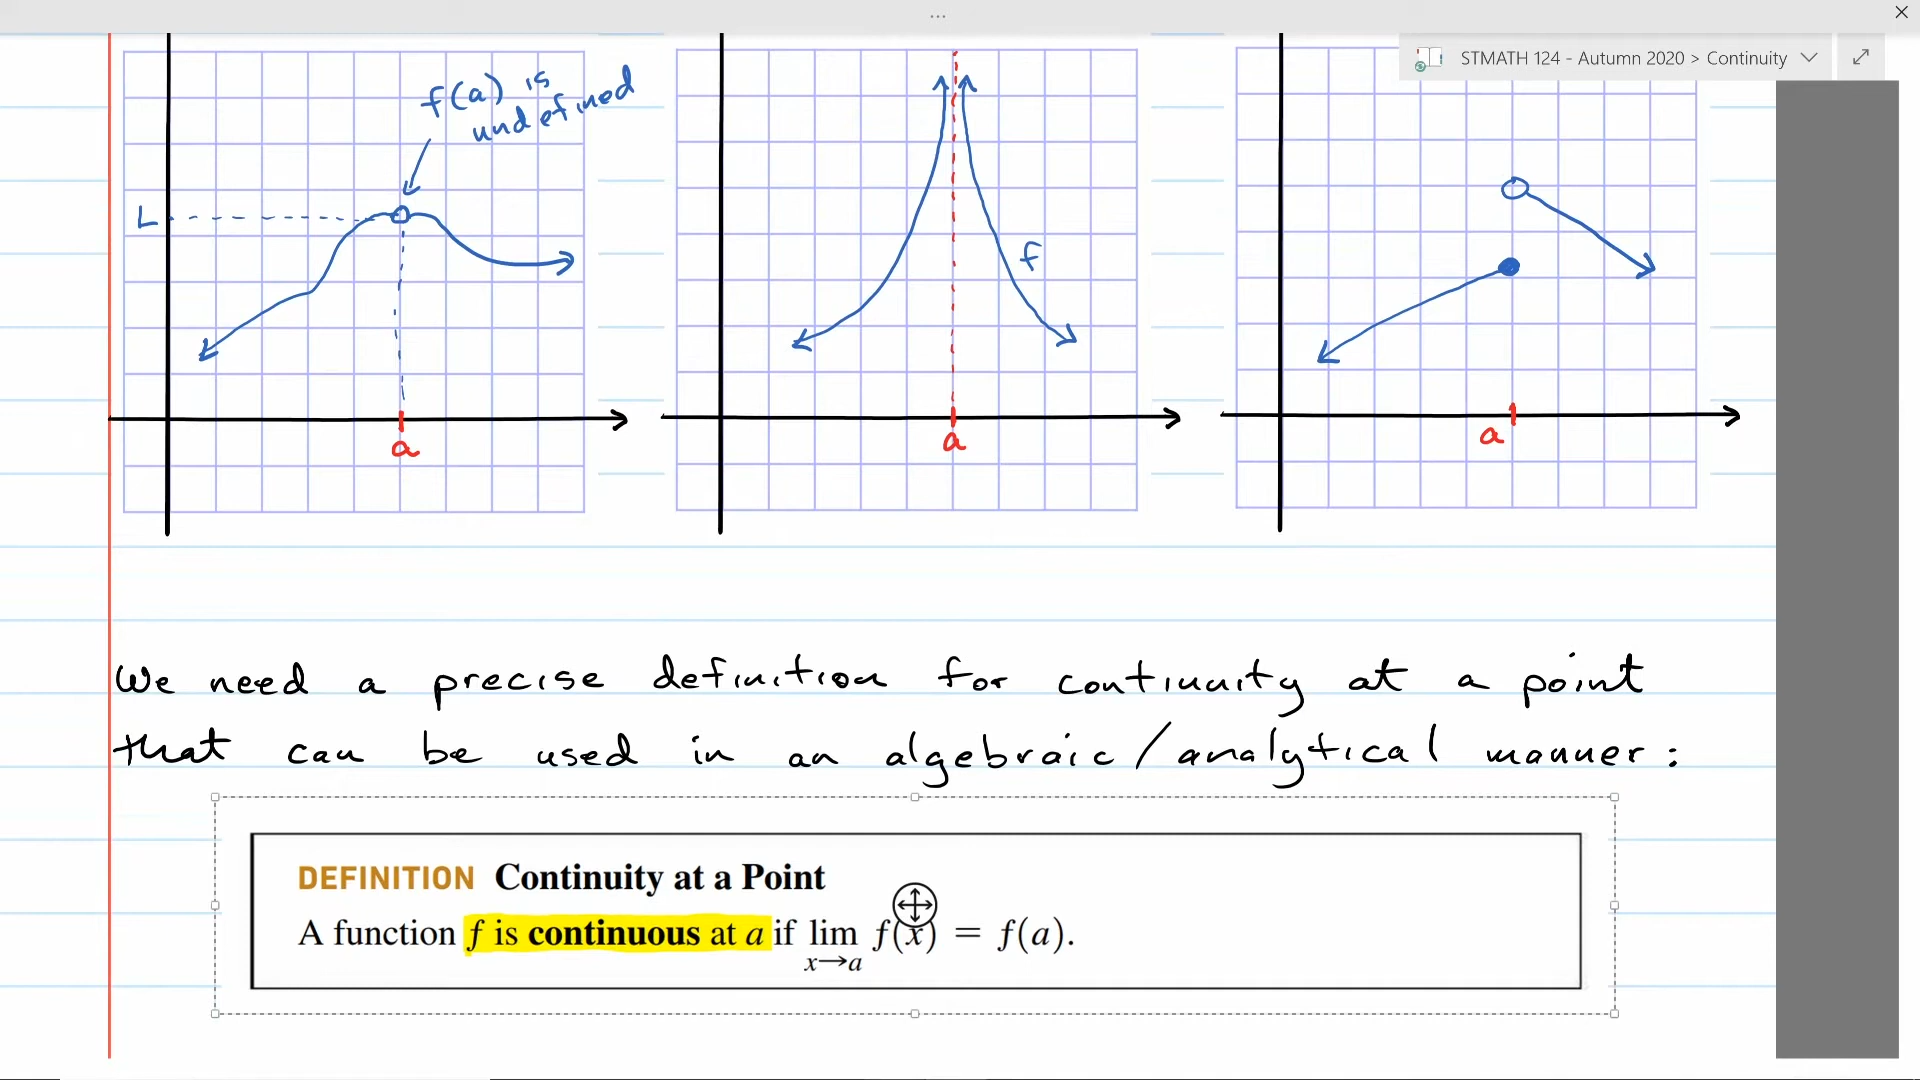 ...
STMATH 124 - Autumn 2020 > Continuity
f(a) is
undefined
L
f
a
a
a
We need a precise definition for continuity at a point
that can be used in an algebraic/analytical manner:
DEFINITION Continuity at a Point
A function f is continuous at a if lim f(x) = f(a).
x→a